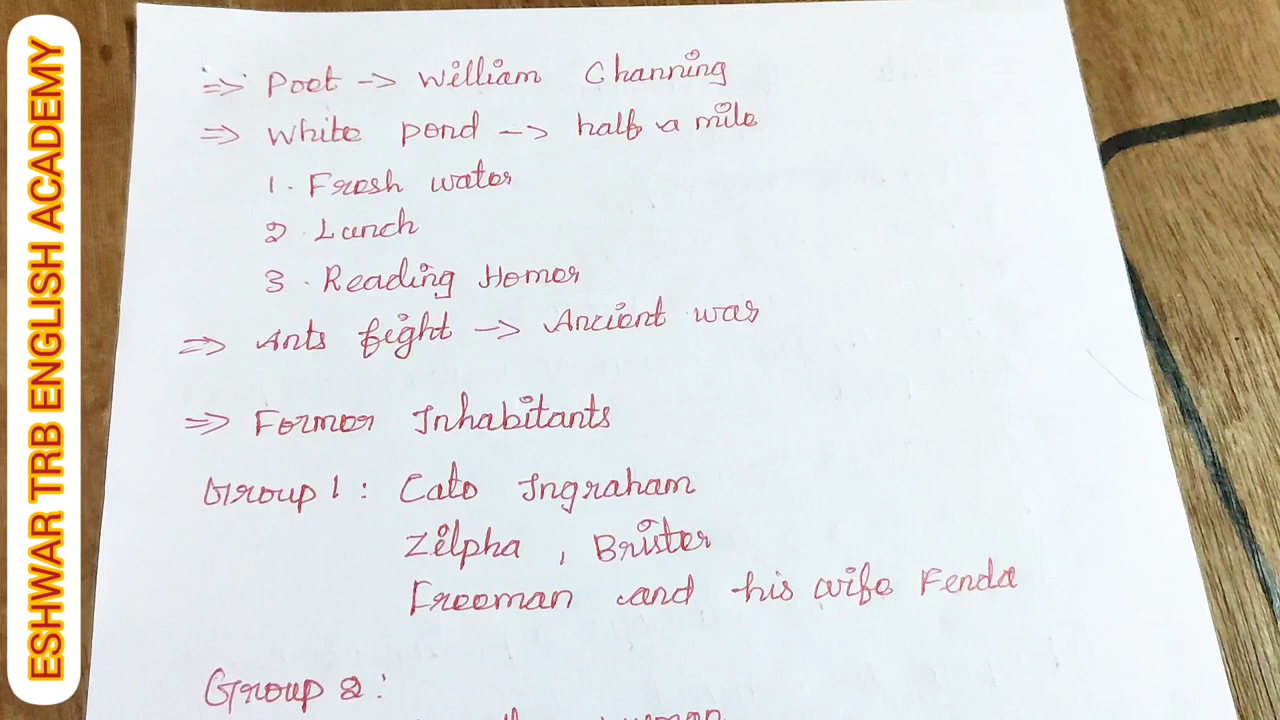 ESHWAR TRB ENGLISH ACADEMY
⇒ Poet → William Channing
⇒ White pond → half a mile
1. Fresh water
2. Lunch
3. Reading Homer
⇒ Ants fight → Ancient war
⇒ Former Inhabitants
Group 1: Cato Ingraham
Zilpha, Brister
Freeman and his wife Fenda
Group 2: